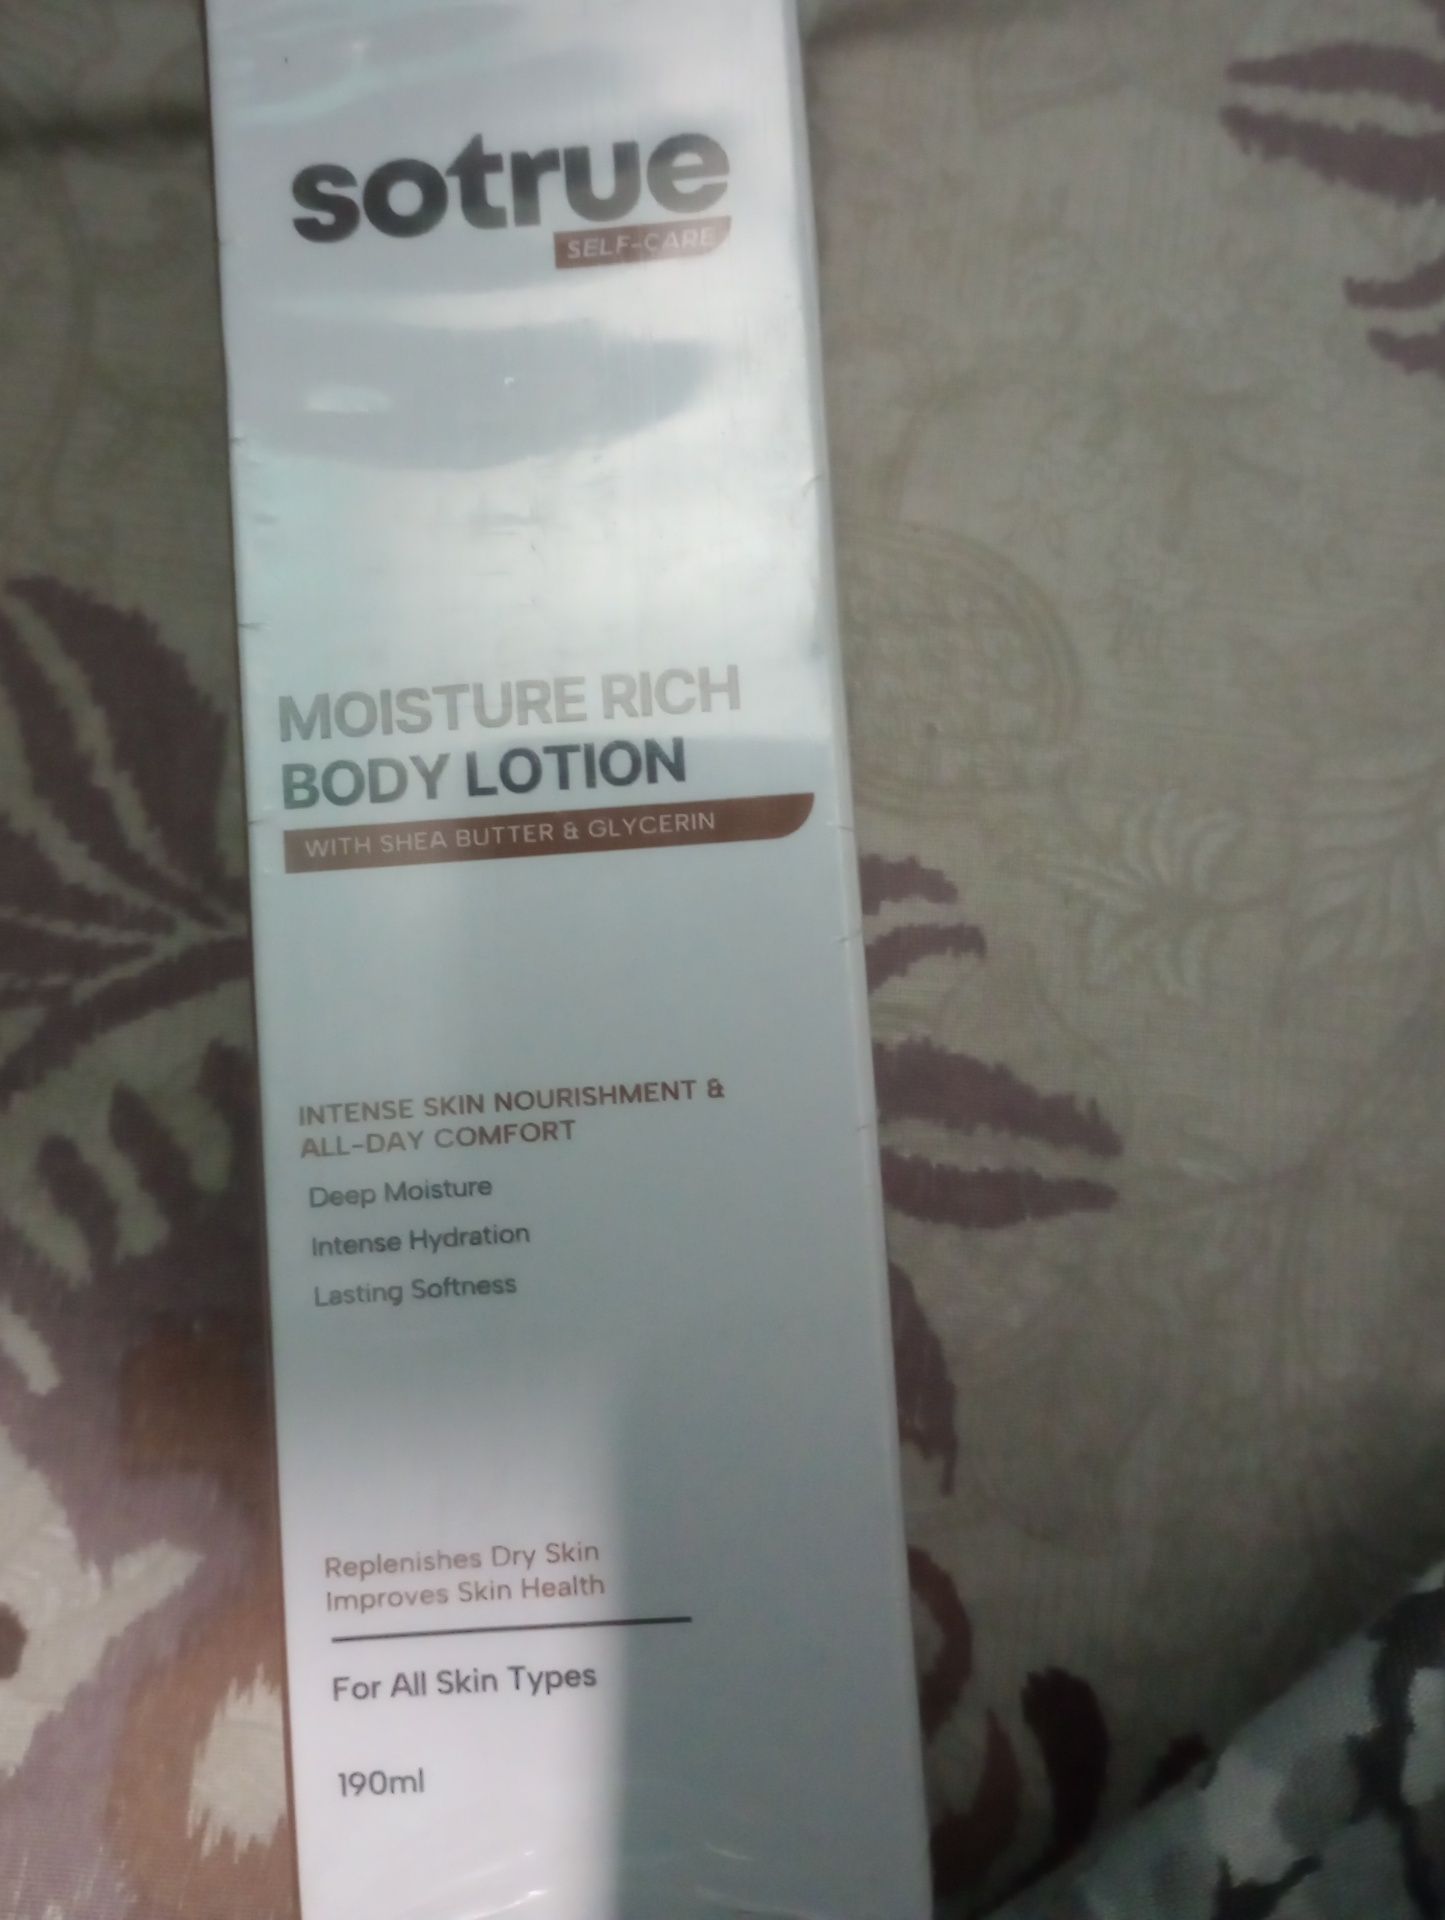 sotrue
SELF-CARE
MOISTURE RICH
BODY LOTION
WITH SHEA BUTTER & GLYCERIN
INTENSE SKIN NOURISHMENT &
ALL-DAY COMFORT
Deep Moisture
Intense Hydration
Lasting Softness
Replenishes Dry Skin
Improves Skin Health
For All Skin Types
190ml